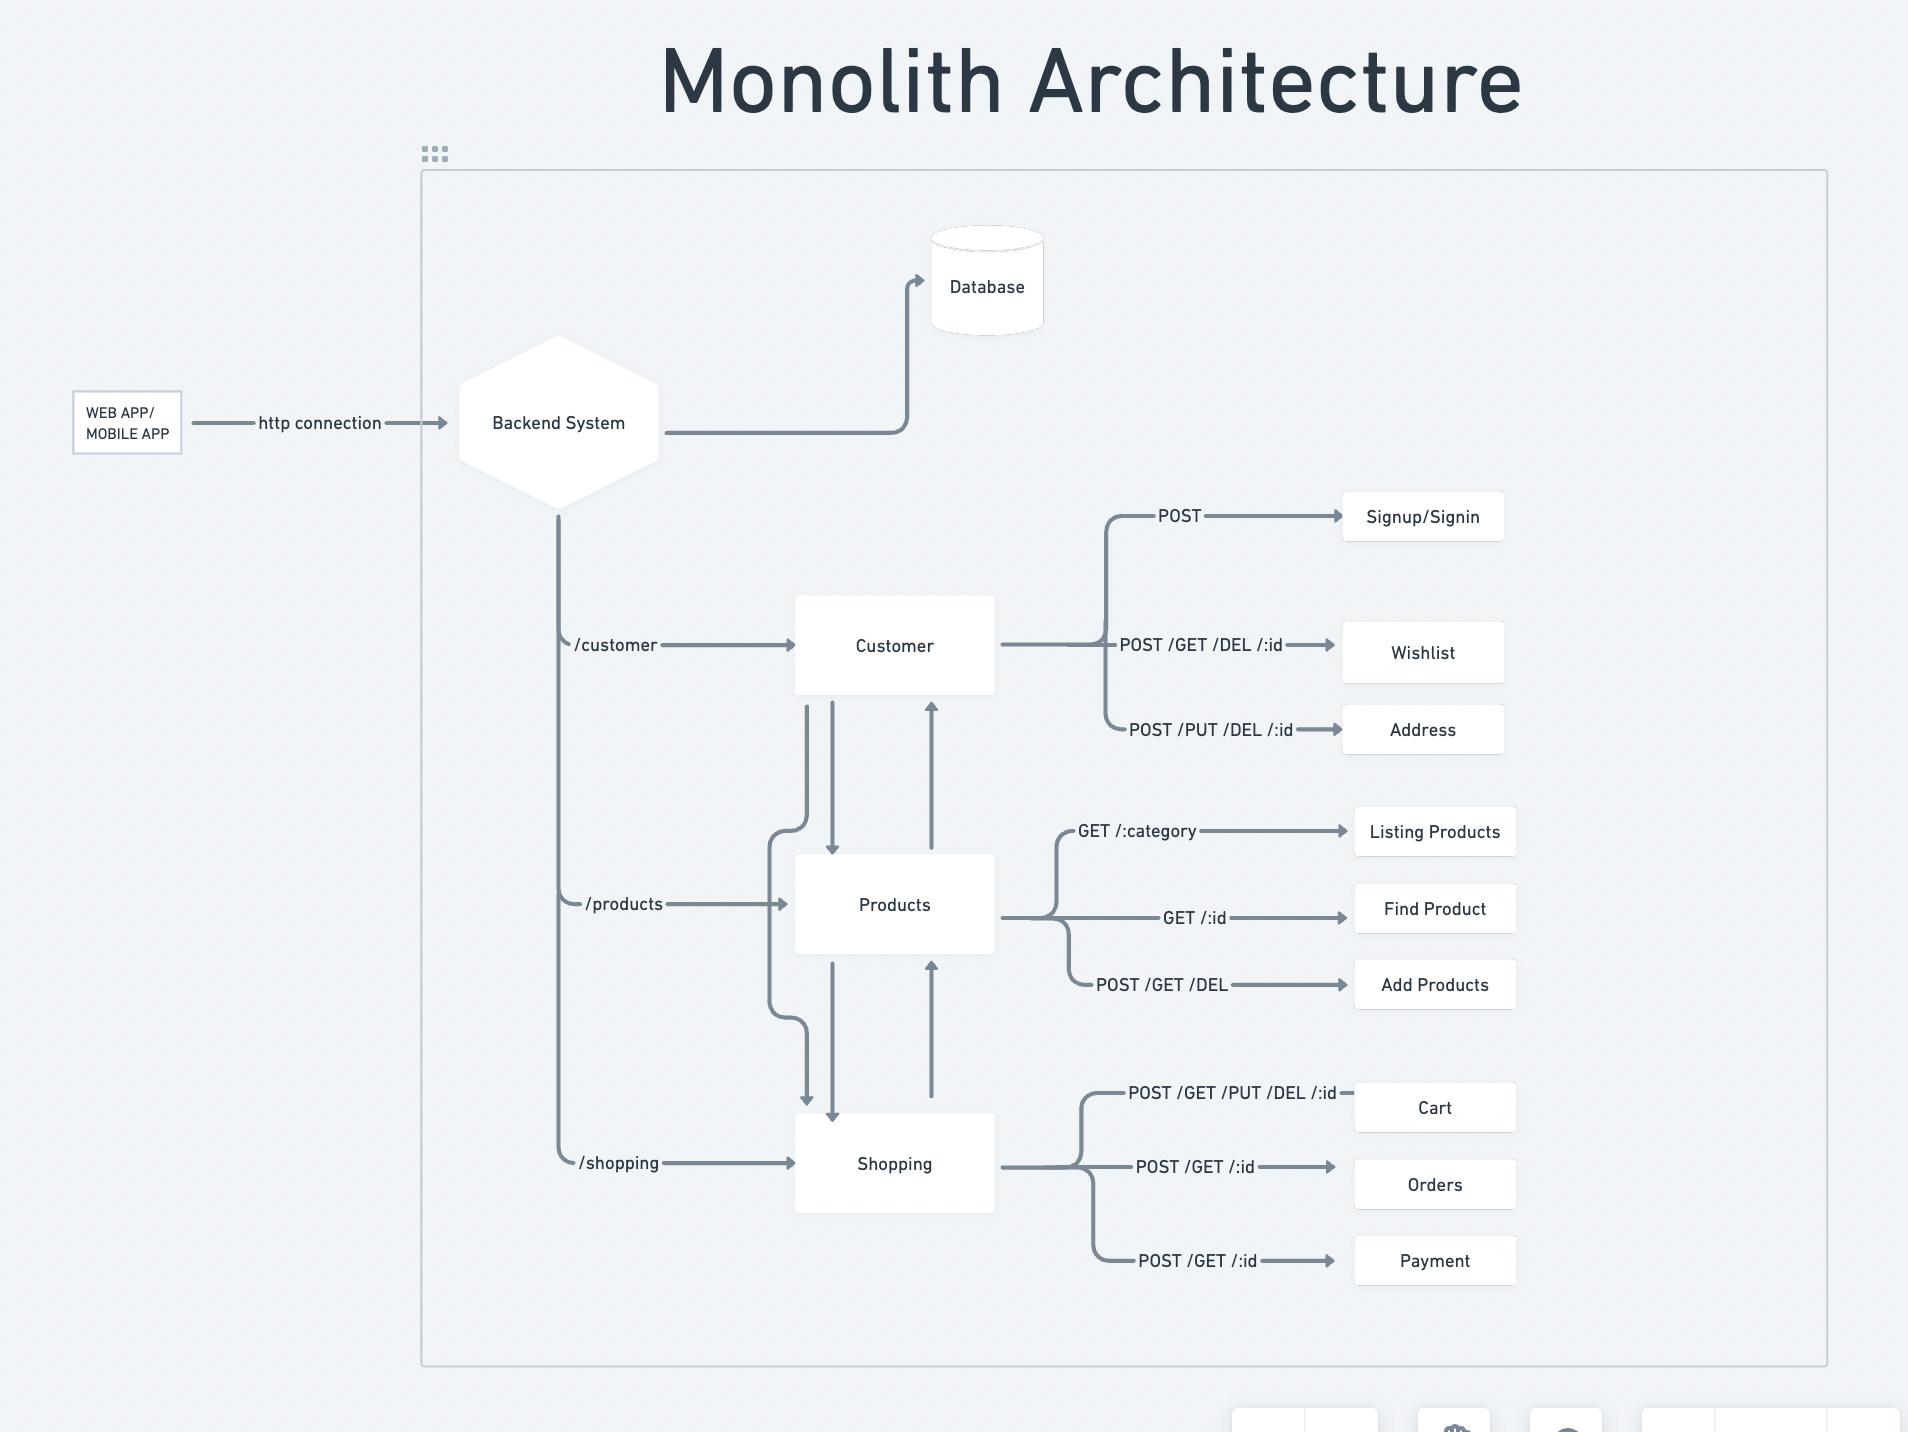 Monolith Architecture
Database
WEB APP/
MOBILE APP
http connection
Backend System
POST
Signup/Signin
/customer
Customer
POST /GET /DEL /:id
Wishlist
POST /PUT /DEL /:id
Address
GET /:category
Listing Products
/products
Products
GET /:id
Find Product
POST /GET /DEL
Add Products
POST /GET /PUT /DEL /:id
Cart
/shopping
Shopping
POST /GET /:id
Orders
POST /GET /:id
Payment